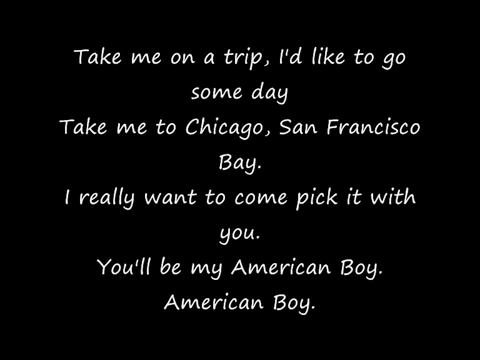 Take me on a trip, I'd like to go
some day
Take me to Chicago, San Francisco
Bay.
I really want to come pick it with
you.
You'll be my American Boy.
American Boy.